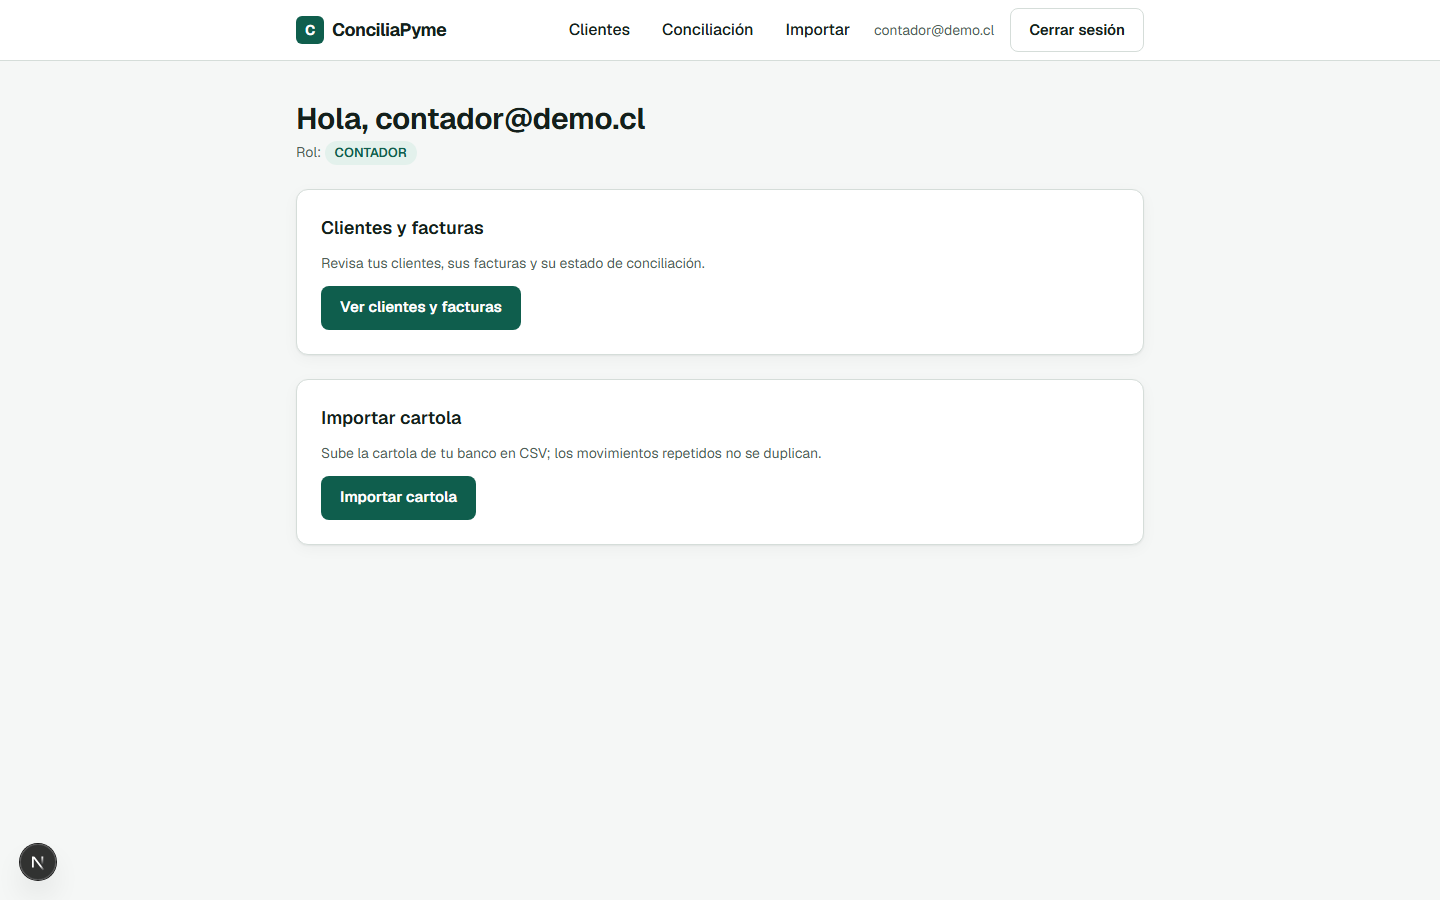 C ConciliaPyme Clientes Conciliación Importar contador@demo.cl Cerrar sesión
Hola, contador@demo.cl
Rol: CONTADOR
Clientes y facturas
Revisa tus clientes, sus facturas y su estado de conciliación.
Ver clientes y facturas
Importar cartola
Sube la cartola de tu banco en CSV; los movimientos repetidos no se duplican.
Importar cartola
N